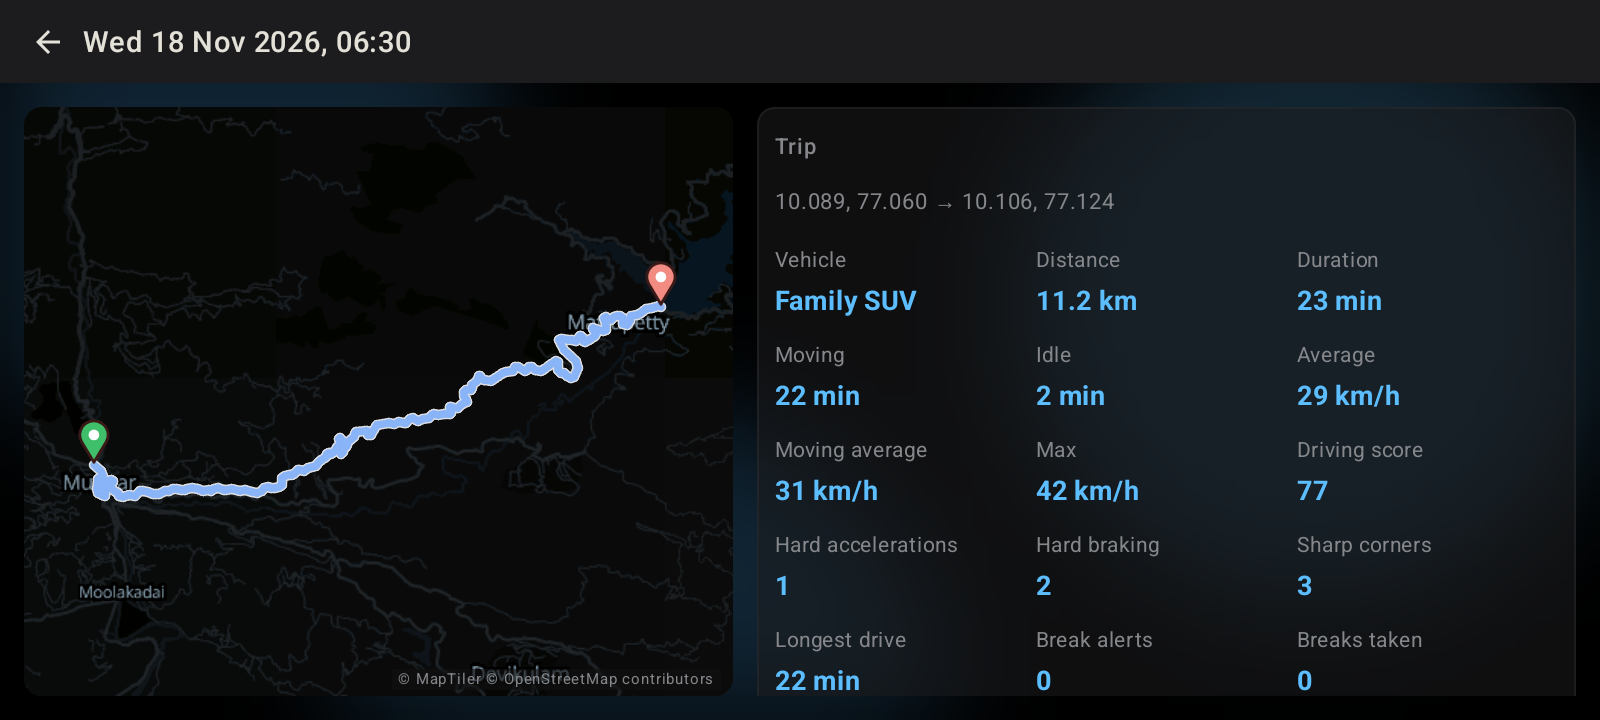 Wed 18 Nov 2026, 06:30
Trip
10.089, 77.060 → 10.106, 77.124
Vehicle
Distance
Duration
Family SUV
11.2 km
23 min
Moving
Idle
Average
22 min
2 min
29 km/h
Moving average
Max
Driving score
31 km/h
42 km/h
77
Hard accelerations
Hard braking
Sharp corners
1
2
3
Longest drive
Break alerts
Breaks taken
22 min
0
0
Moolakadai
Devikulam
© MapTiler © OpenStreetMap contributors